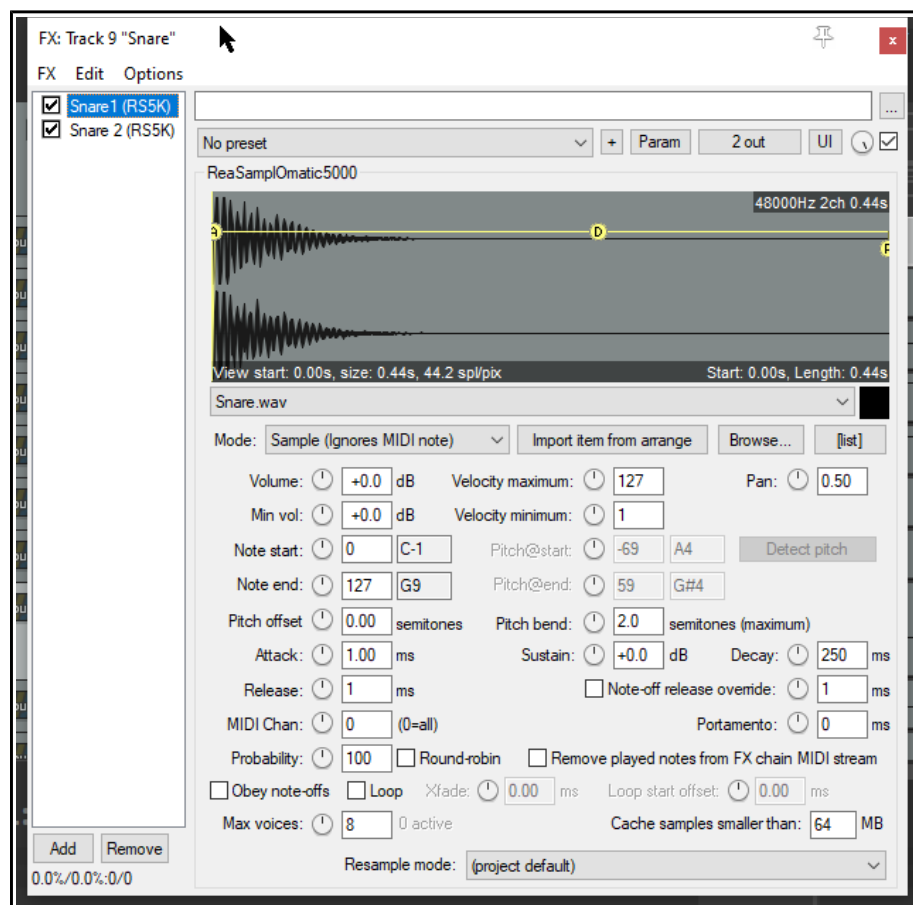 FX: Track 9 "Snare"
x
FX Edit Options
Snare1 (RS5K)
Snare 2 (RS5K)
...
No preset + Param 2 out UI
ReaSamplOmatic5000
48000Hz 2ch 0.44s
A D
View start: 0.00s, size: 0.44s, 44.2 spl/pix Start: 0.00s, Length: 0.44s
Snare.wav
Mode: Sample (Ignores MIDI note) Import item from arrange Browse... [list]
Volume: +0.0 dB Velocity maximum: 127 Pan: 0.50
Min vol: +0.0 dB Velocity minimum: 1
Note start: 0 C-1 Pitch@start: -69 A4 Detect pitch
Note end: 127 G9 Pitch@end: 59 G#4
Pitch offset 0.00 semitones Pitch bend: 2.0 semitones (maximum)
Attack: 1.00 ms Sustain: +0.0 dB Decay: 250 ms
Release: 1 ms Note-off release override: 1 ms
MIDI Chan: 0 (0=all) Portamento: 0 ms
Probability: 100 Round-robin Remove played notes from FX chain MIDI stream
Obey note-offs Loop Xfade: 0.00 ms Loop start offset: 0.00 ms
Max voices: 8 0 active Cache samples smaller than: 64 MB
Resample mode: (project default)
Add Remove
0.0%/0.0%:0/0